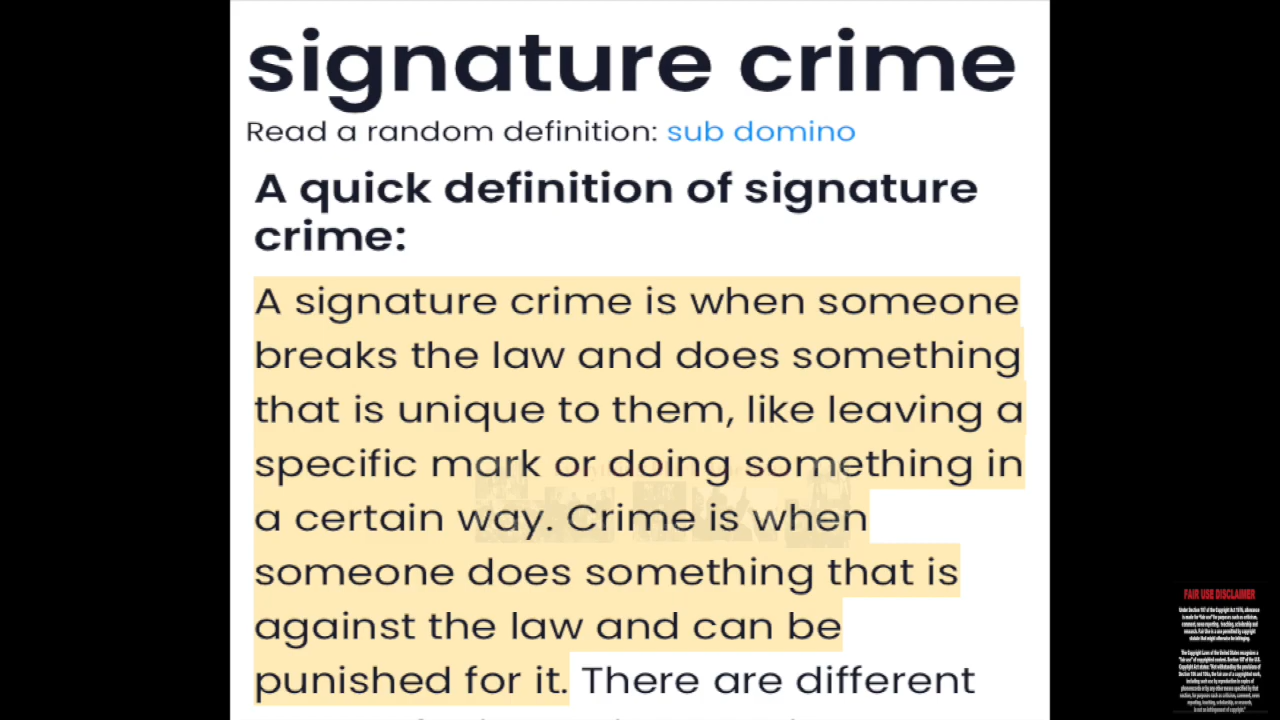 signature crime
Read a random definition: sub domino
A quick definition of signature
crime:
A signature crime is when someone
breaks the law and does something
that is unique to them, like leaving a
specific mark or doing something in
a certain way. Crime is when
someone does something that is
against the law and can be
punished for it. There are different
FAIR USE DISCLAIMER